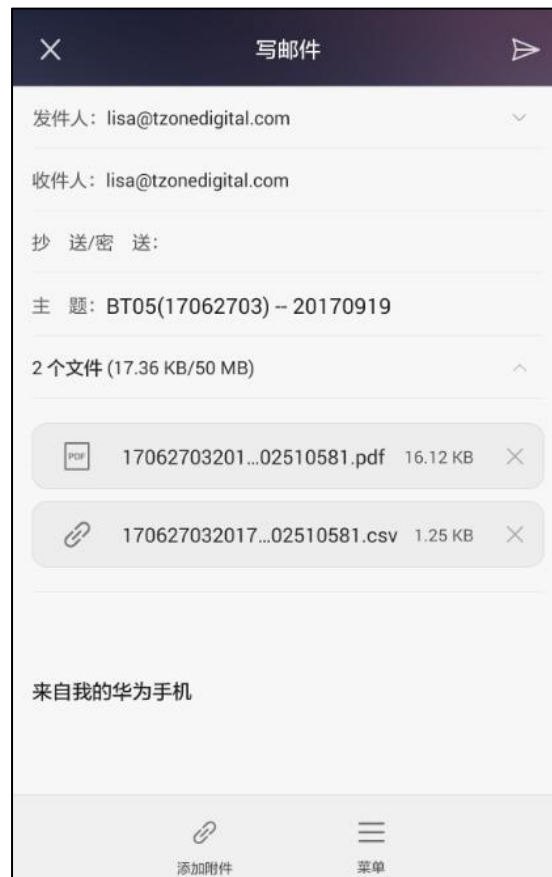 写邮件
发件人: lisa@tzonedigital.com
收件人: lisa@tzonedigital.com
抄 送/密 送:
主 题: BT05(17062703) -- 20170919
2 个文件 (17.36 KB/50 MB)
PDF 17062703201...02510581.pdf 16.12 KB
170627032017...02510581.csv 1.25 KB
来自我的华为手机
添加附件 菜单